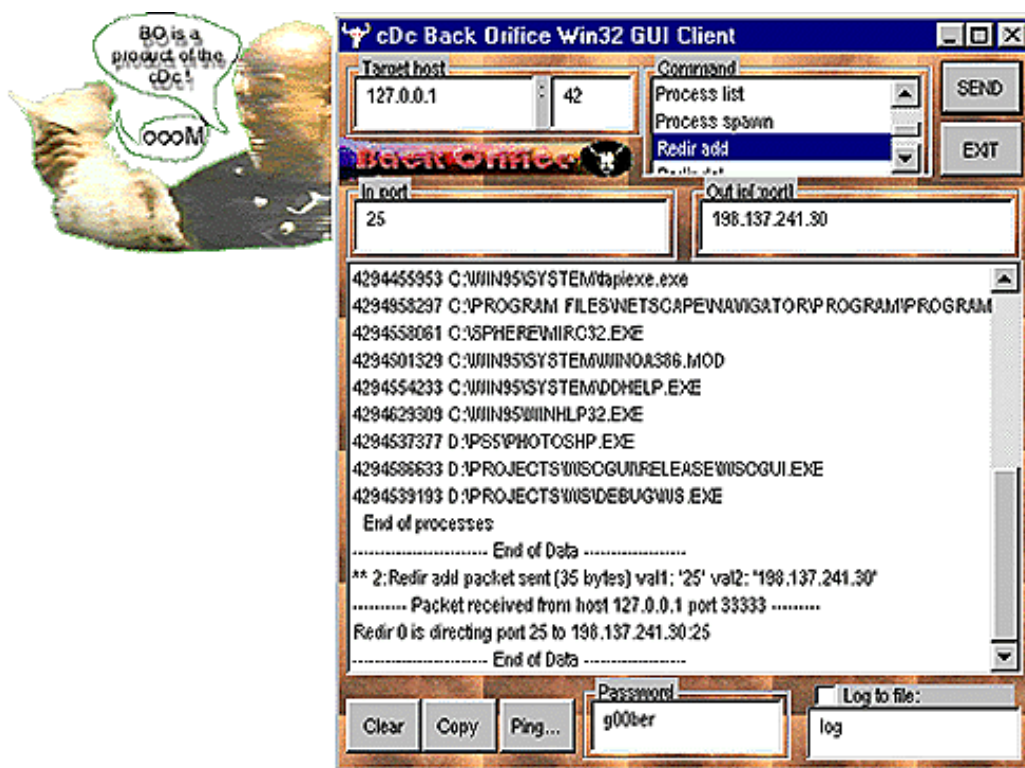 BO is a
product of the
cDc!
oooM
cDc Back Orifice Win32 GUI Client
Target host
127.0.0.1 : 42
Command
Process list
Process spawn
Redir add
SEND
EXIT
Back Orifice
In port
25
Out ip[:port]
198.137.241.30
4294455953 C:\WIN95\SYSTEM\tapiexe.exe
4294958297 C:\PROGRAM FILES\NETSCAPE\NAVIGATOR\PROGRAM\PROGRAM
4294558061 C:\SPHERE\MIRC32.EXE
4294501329 C:\WIN95\SYSTEM\WINOA386.MOD
4294554233 C:\WIN95\SYSTEM\DDHELP.EXE
4294629309 C:\WIN95\WINHLP32.EXE
4294537377 D:\PS5\PHOTOSHP.EXE
4294586633 D:\PROJECTS\WSCGUI\RELEASE\WSCGUI.EXE
4294539193 D:\PROJECTS\WS\DEBUG\WS.EXE
End of processes
------------------------- End of Data -------------------
** 2:Redir add packet sent (35 bytes) val1: '25' val2: '198.137.241.30'
---------- Packet received from host 127.0.0.1 port 33333 ---------
Redir 0 is directing port 25 to 198.137.241.30:25
------------------------- End of Data -------------------
Clear
Copy
Ping...
Password
g00ber
Log to file:
log